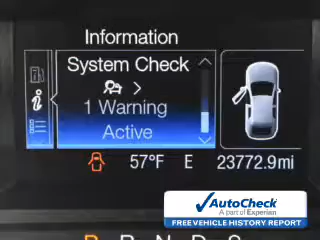 Information
System Check
1 Warning
Active
57°F E 23772.9mi
AutoCheck
A part of Experian
FREE VEHICLE HISTORY REPORT
P R N D S